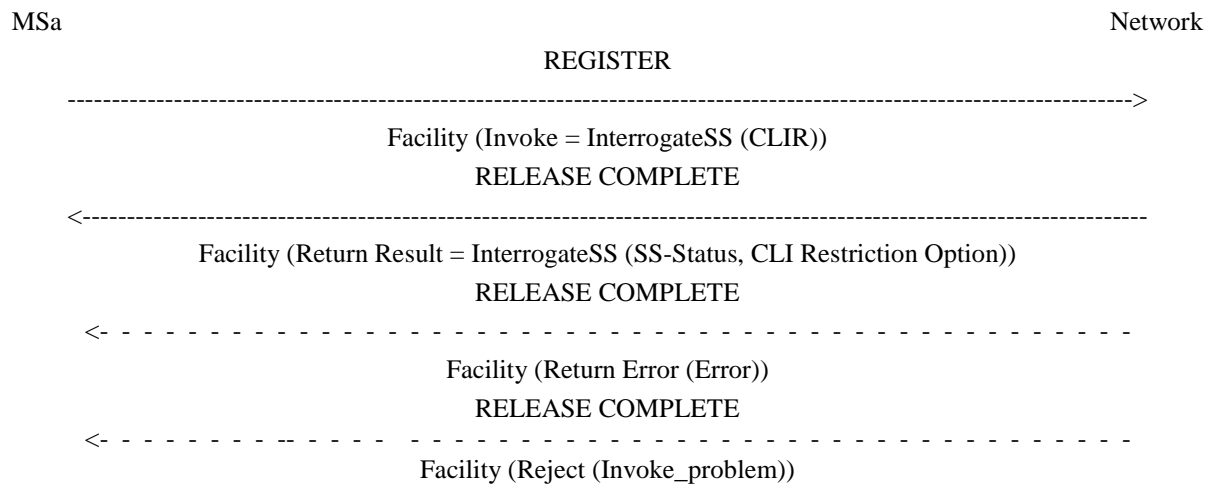 MSa Network
REGISTER
Facility (Invoke = InterrogateSS (CLIR))
RELEASE COMPLETE
Facility (Return Result = InterrogateSS (SS-Status, CLI Restriction Option))
RELEASE COMPLETE
Facility (Return Error (Error))
RELEASE COMPLETE
Facility (Reject (Invoke_problem))